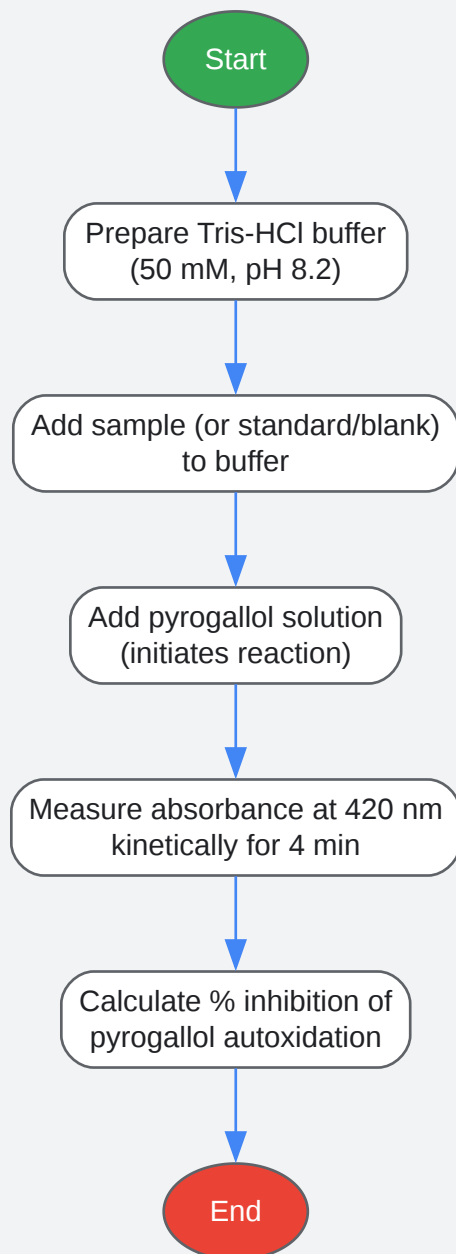 Start
Prepare Tris-HCl buffer
(50 mM, pH 8.2)
Add sample (or standard/blank)
to buffer
Add pyrogallol solution
(initiates reaction)
Measure absorbance at 420 nm
kinetically for 4 min
Calculate % inhibition of
pyrogallol autoxidation
End